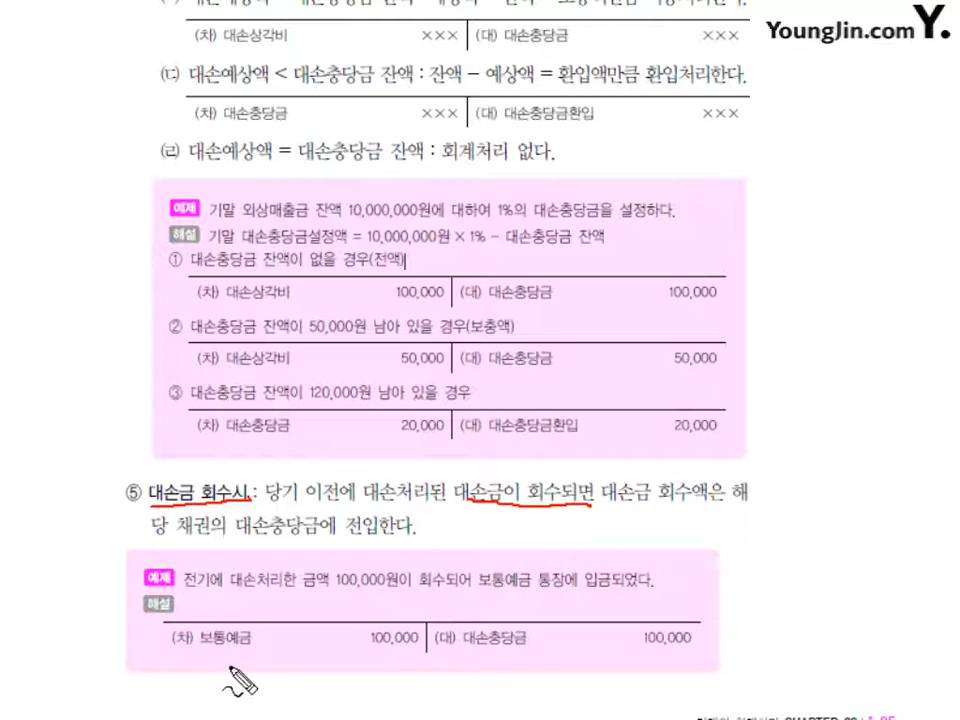 YoungJin.com Y.
(차) 대손상각비 ××× (대) 대손충당금 ×××
(ㄷ) 대손예상액 < 대손충당금 잔액 : 잔액 - 예상액 = 환입액만큼 환입처리한다.
(차) 대손충당금 ××× (대) 대손충당금환입 ×××
(ㄹ) 대손예상액 = 대손충당금 잔액 : 회계처리 없다.
예제 기말 외상매출금 잔액 10,000,000원에 대하여 1%의 대손충당금을 설정하다.
해설 기말 대손충당금설정액 = 10,000,000원 × 1% - 대손충당금 잔액
① 대손충당금 잔액이 없을 경우(전액)
(차) 대손상각비 100,000 (대) 대손충당금 100,000
② 대손충당금 잔액이 50,000원 남아 있을 경우(보충액)
(차) 대손상각비 50,000 (대) 대손충당금 50,000
③ 대손충당금 잔액이 120,000원 남아 있을 경우
(차) 대손충당금 20,000 (대) 대손충당금환입 20,000
⑤ 대손금 회수시 : 당기 이전에 대손처리된 대손금이 회수되면 대손금 회수액은 해
당 채권의 대손충당금에 전입한다.
예제 전기에 대손처리한 금액 100,000원이 회수되어 보통예금 통장에 입금되었다.
해설
(차) 보통예금 100,000 (대) 대손충당금 100,000